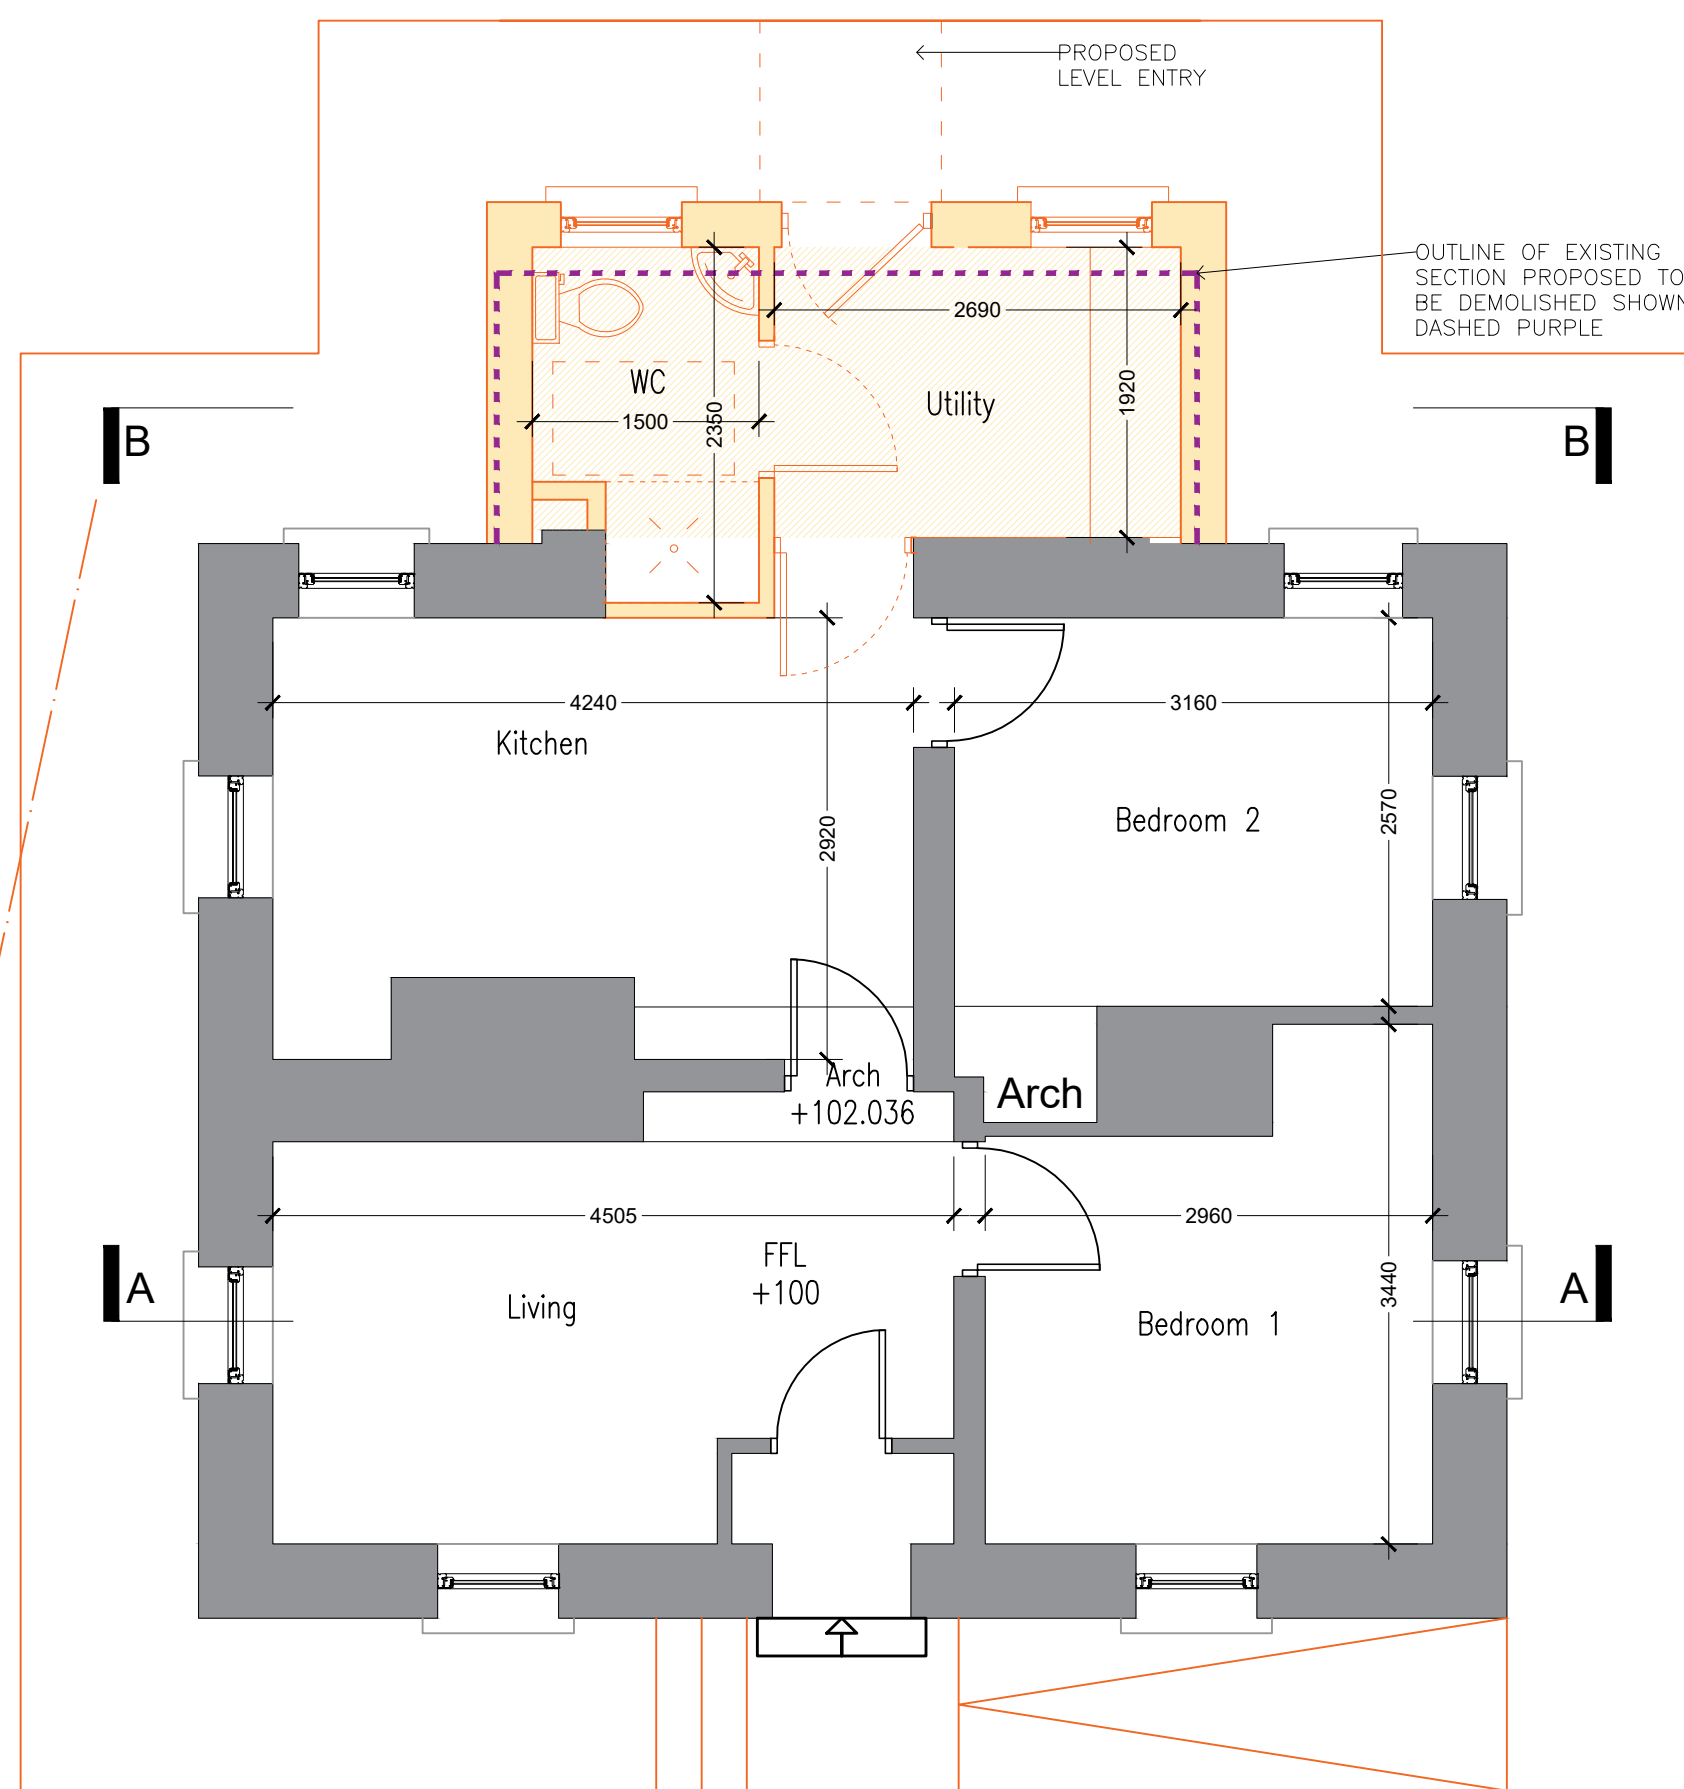 PROPOSED
LEVEL ENTRY
OUTLINE OF EXISTING
SECTION PROPOSED TO
BE DEMOLISHED SHOWN
DASHED PURPLE
2690
WC
1500
2350
Utility
1920
B
B
4240
3160
Kitchen
2920
Bedroom 2
2570
Arch
+102.036
Arch
4505
2960
FFL
+100
Living
3440
Bedroom 1
A
A